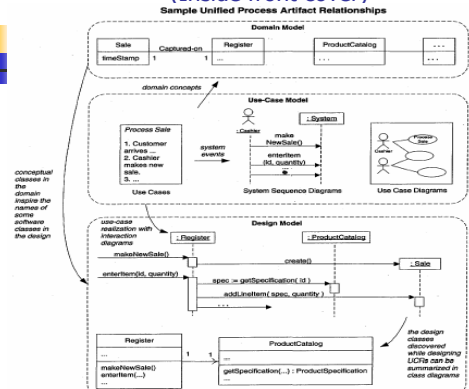 (inside front cover)
Sample Unified Process Artifact Relationships
Domain Model
Sale
timeStamp
Captured-on
1
1
Register
...
ProductCatalog
...
. . .
...
domain concepts
Use-Case Model
Process Sale
1. Customer
arrives ...
2. Cashier
makes new
sale.
3. ...
Use Cases
system
events
: Cashier
: System
make
NewSale()
enterItem
(id, quantity)
...
System Sequence Diagrams
Process
Sale
Cashier
Use Case Diagrams
conceptual
classes in
the
domain
inspire the
names of
some
software
classes in
the design
Design Model
use-case
realization with
interaction
diagrams
: Register
: ProductCatalog
makeNewSale()
create()
: Sale
enterItem(id, quantity)
spec := getSpecification( id )
addLineItem( spec, quantity )
. . .
Register
...
makeNewSale()
enterItem(...)
1
1
ProductCatalog
...
getSpecification(...) : ProductSpecification
...
the design
classes
discovered
while designing
UCRs can be
summarized in
class diagrams